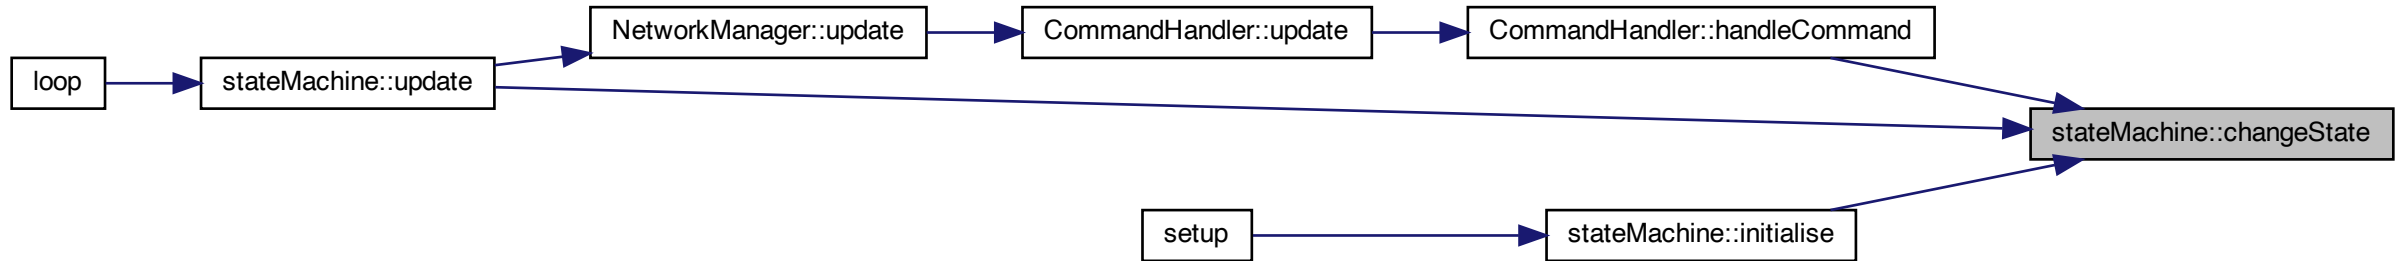 NetworkManager::update
CommandHandler::update
CommandHandler::handleCommand
loop
stateMachine::update
stateMachine::changeState
setup
stateMachine::initialise